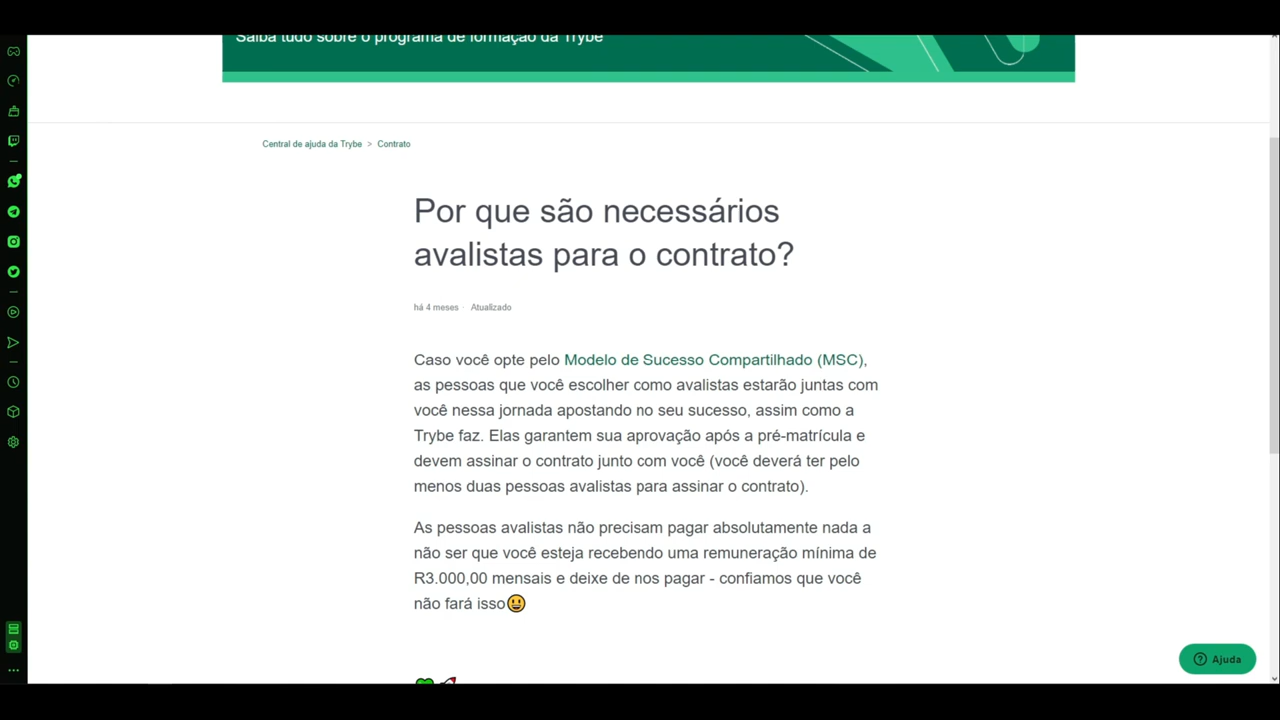 Saiba tudo sobre o programa de formação da Trybe
Central de ajuda da Trybe > Contrato
Por que são necessários
avalistas para o contrato?
há 4 meses · Atualizado
Caso você opte pelo Modelo de Sucesso Compartilhado (MSC),
as pessoas que você escolher como avalistas estarão juntas com
você nessa jornada apostando no seu sucesso, assim como a
Trybe faz. Elas garantem sua aprovação após a pré-matrícula e
devem assinar o contrato junto com você (você deverá ter pelo
menos duas pessoas avalistas para assinar o contrato).
As pessoas avalistas não precisam pagar absolutamente nada a
não ser que você esteja recebendo uma remuneração mínima de
R3.000,00 mensais e deixe de nos pagar - confiamos que você
não fará isso😃
Ajuda